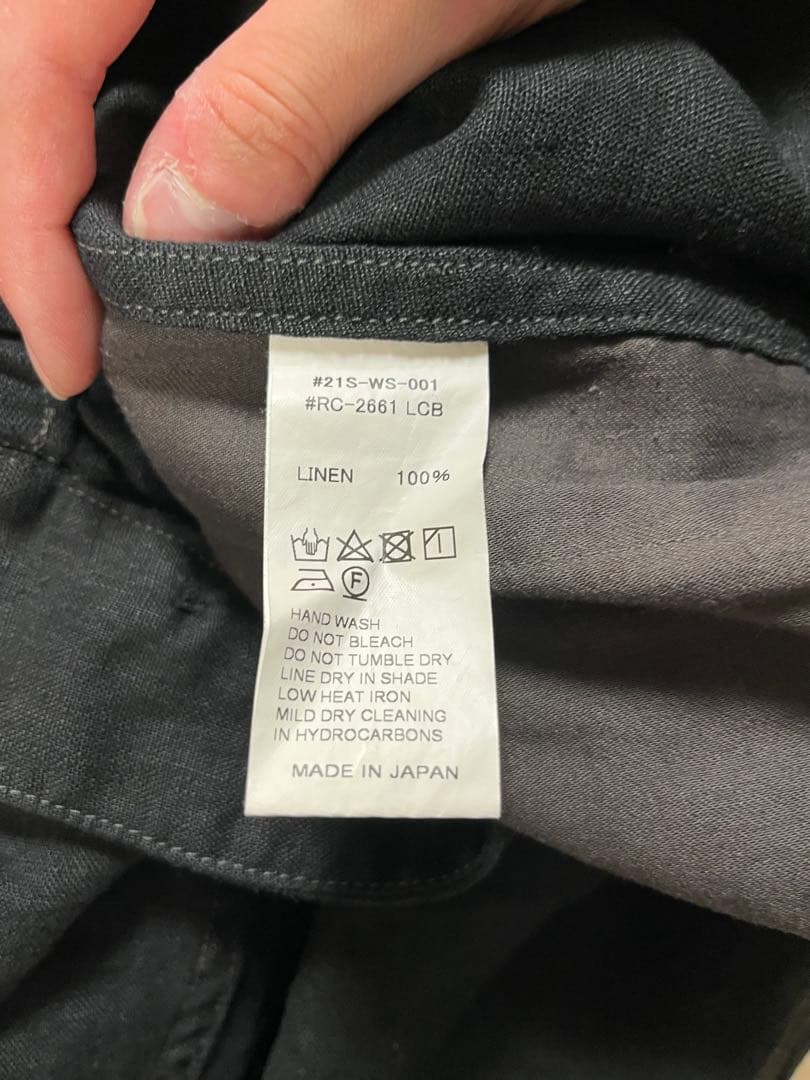 #21S-WS-001
#RC-2661 LCB
LINEN 100%
F
HAND WASH
DO NOT BLEACH
DO NOT TUMBLE DRY
LINE DRY IN SHADE
LOW HEAT IRON
MILD DRY CLEANING
IN HYDROCARBONS
MADE IN JAPAN